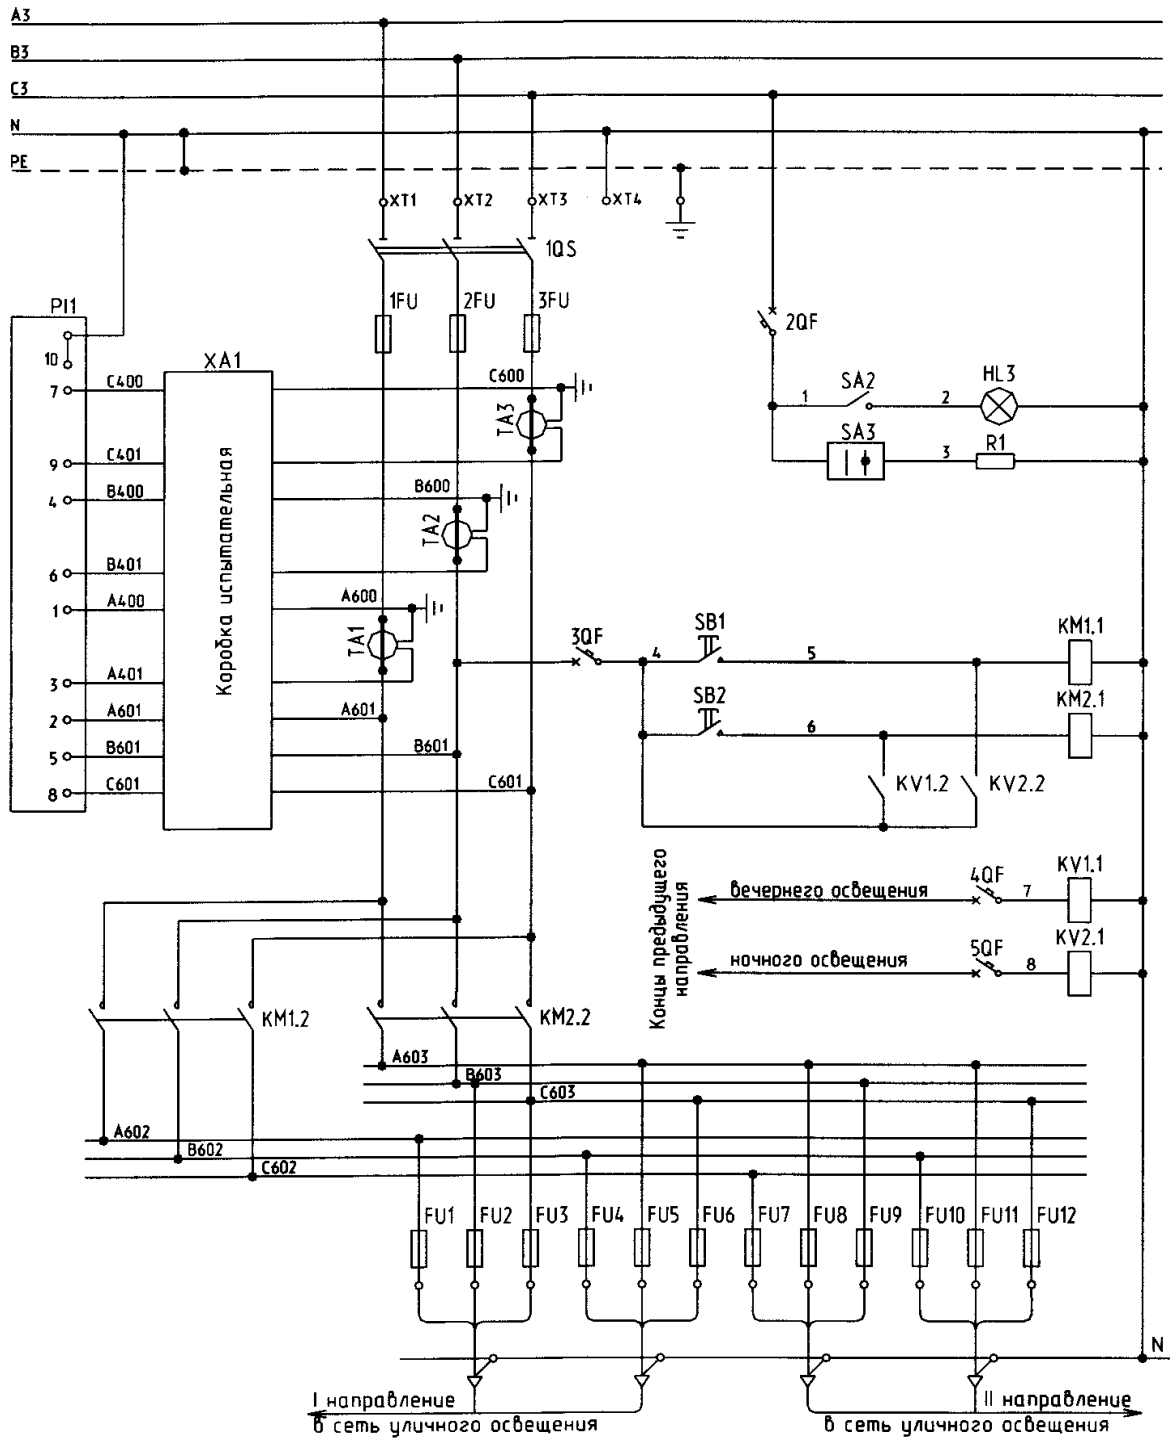 A3
B3
C3
N
PE
XT1
XT2
XT3
XT4
1QS
PI1
1FU
2FU
3FU
2QF
10
XA1
7
C400
C600
TA3
SA2
HL3
1
2
SA3
3
R1
9
C401
4
B400
B600
TA2
Коробка испытательная
6
B401
1
A400
A600
TA1
3QF
4
SB1
5
KM1.1
3
A401
2
A601
A601
SB2
6
KM2.1
5
B601
B601
8
C601
C601
KV1.2
KV2.2
Концы предыдущего
направления
вечернего освещения
4QF
7
KV1.1
ночного освещения
5QF
8
KV2.1
KM1.2
KM2.2
A603
B603
C603
A602
B602
C602
FU1
FU2
FU3
FU4
FU5
FU6
FU7
FU8
FU9
FU10
FU11
FU12
N
I направление
в сеть уличного освещения
II направление
в сеть уличного освещения